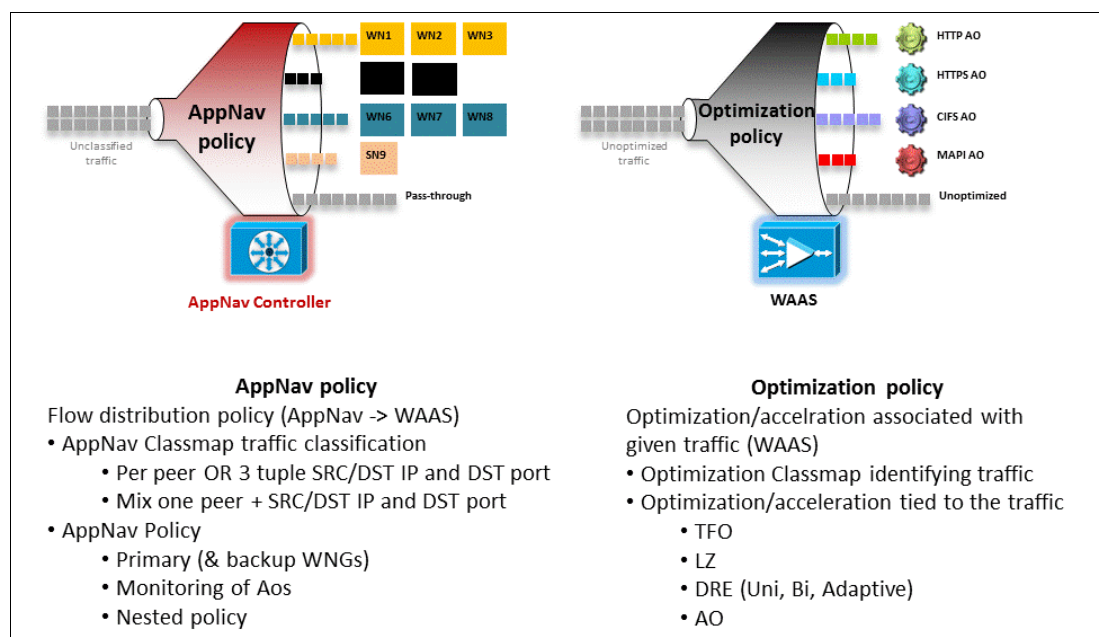 WN1 WN2 WN3
HTTP AO
HTTPS AO
AppNav
policy
Unclassified
traffic
WN6 WN7 WN8
SN9
Pass-through
AppNav Controller
Optimization
policy
Unoptimized
traffic
CIFS AO
MAPI AO
Unoptimized
WAAS
AppNav policy
Flow distribution policy (AppNav -> WAAS)
• AppNav Classmap traffic classification
• Per peer OR 3 tuple SRC/DST IP and DST port
• Mix one peer + SRC/DST IP and DST port
• AppNav Policy
• Primary (& backup WNGs)
• Monitoring of Aos
• Nested policy
Optimization policy
Optimization/accelration associated with
given traffic (WAAS)
• Optimization Classmap identifying traffic
• Optimization/acceleration tied to the traffic
• TFO
• LZ
• DRE (Uni, Bi, Adaptive)
• AO